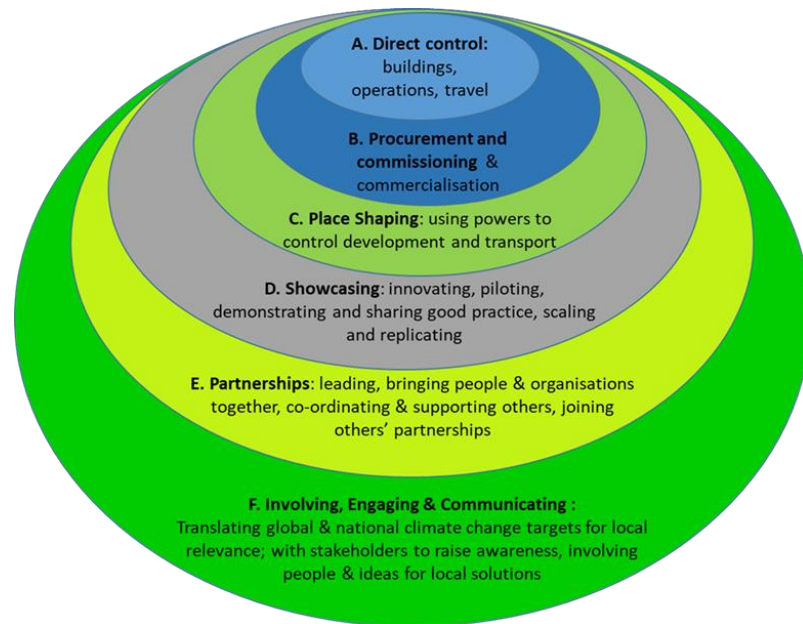 A. Direct control:
buildings,
operations, travel
B. Procurement and
commissioning &
commercialisation
C. Place Shaping: using powers to
control development and transport
D. Showcasing: innovating, piloting,
demonstrating and sharing good practice, scaling
and replicating
E. Partnerships: leading, bringing people & organisations
together, co-ordinating & supporting others, joining
others’ partnerships
F. Involving, Engaging & Communicating :
Translating global & national climate change targets for local
relevance; with stakeholders to raise awareness, involving
people & ideas for local solutions